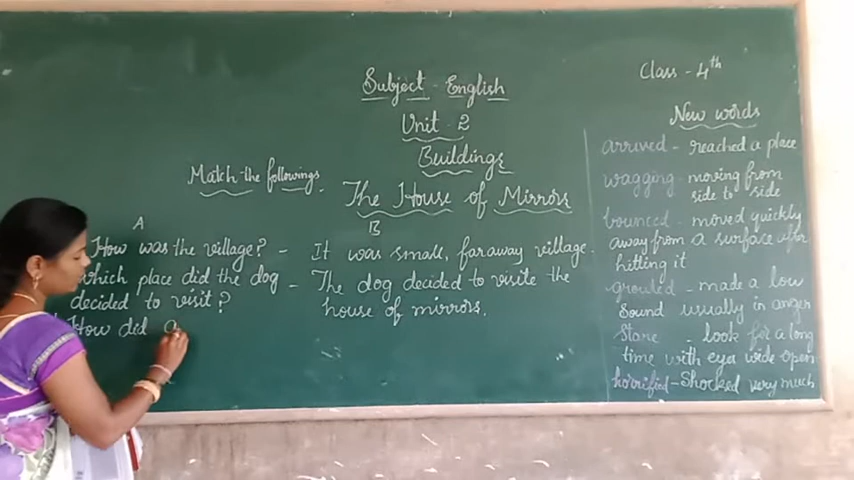 Subject - English
Class - 4th
Unit - 2
Buildings
The House of Mirrors
Match the followings.
A
B
How was the village? - It was small, faraway village.
which place did the dog - The dog decided to visite the
decided to visit? house of mirrors.
How did a
New words
arrived - reached a place
wagging - moving from
side to side
bounced - moved quickly
away from a surface after
hitting it
growled - made a low
sound usually in anger
Stare - look for a long
time with eyes wide open
horrified - Shocked very much